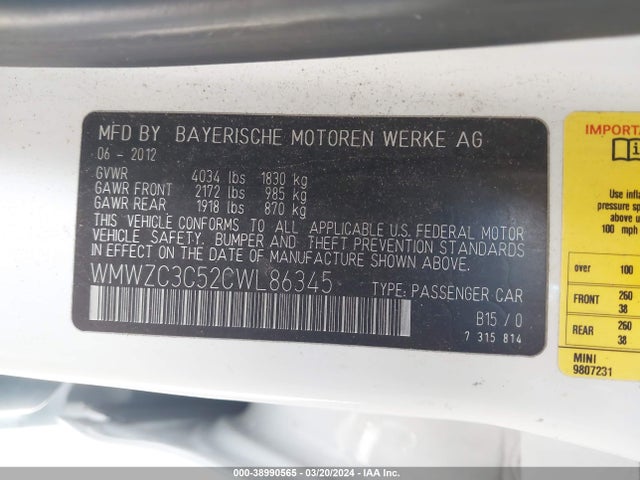 MFD BY BAYERISCHE MOTOREN WERKE AG
06 - 2012
GVWR 4034 lbs 1830 kg
GAWR FRONT 2172 lbs 985 kg
GAWR REAR 1918 lbs 870 kg
THIS VEHICLE CONFORMS TO ALL APPLICABLE U.S. FEDERAL MOTOR
VEHICLE SAFETY, BUMPER AND THEFT PREVENTION STANDARDS
IN EFFECT ON THE DATE OF MANUFACTURE SHOWN ABOVE.
WMWZC3C52CWL86345 TYPE: PASSENGER CAR
B15 / 0
7 315 814
IMPORTA
Use infla
pressure sp
100 mph
over 100
FRONT 260
38
REAR 260
38
MINI
9807231
000-38990565 - 03/20/2024 - IAA Inc.